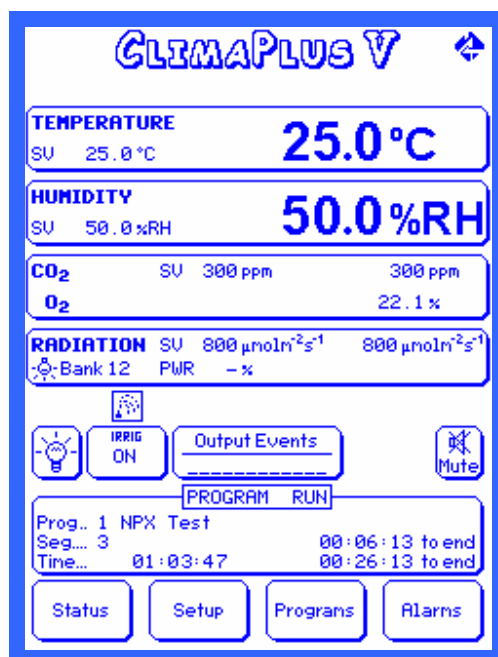 ClimaPlus V
TEMPERATURE
SV 25.0°C 25.0°C
HUMIDITY
SV 50.0%RH 50.0%RH
CO₂ SV 300 ppm 300 ppm
O₂ 22.1%
RADIATION SV 800 µmolm⁻²s⁻¹ 800 µmolm⁻²s⁻¹
Bank 12 PWR -%
IRRIG
ON
Output Events
Mute
PROGRAM RUN
Prog.. 1 NPX Test
Seg.... 3 00:06:13 to end
Time... 01:03:47 00:26:13 to end
Status Setup Programs Alarms